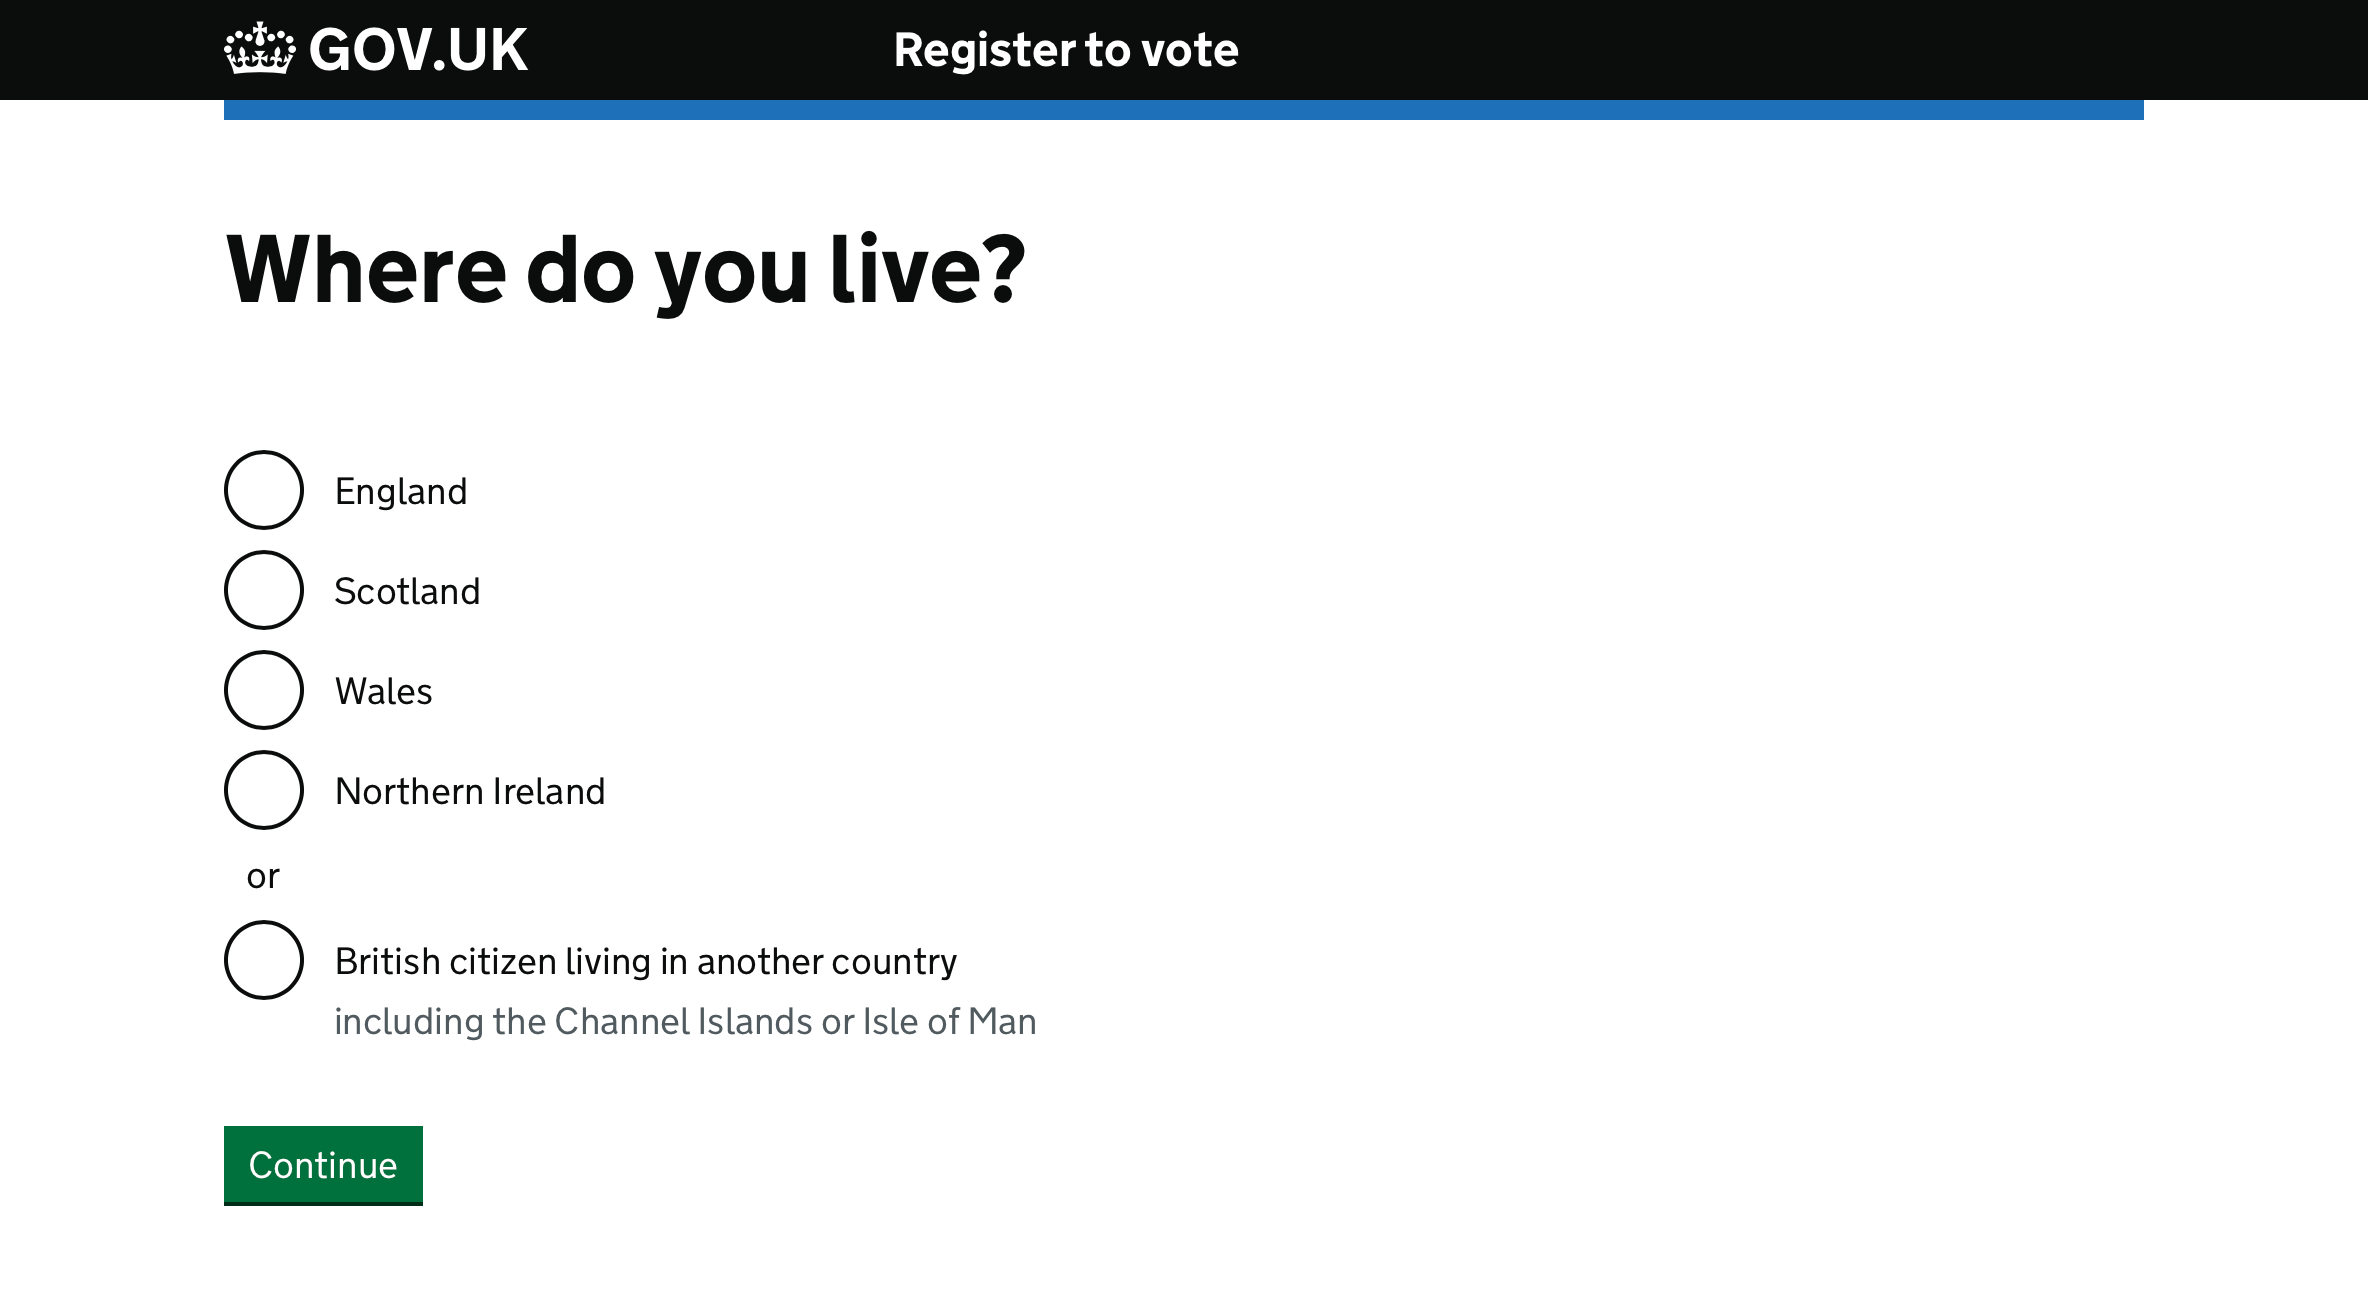 GOV.UK
Register to vote
Where do you live?
England
Scotland
Wales
Northern Ireland
or
British citizen living in another country
including the Channel Islands or Isle of Man
Continue